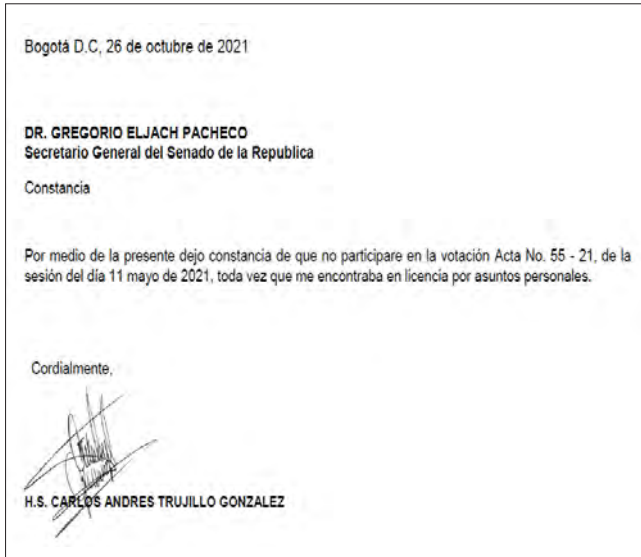 Bogotá D.C, 26 de octubre de 2021
DR. GREGORIO ELJACH PACHECO
Secretario General del Senado de la Republica
Constancia
Por medio de la presente dejo constancia de que no participare en la votación Acta No. 55 - 21, de la
sesión del día 11 mayo de 2021, toda vez que me encontraba en licencia por asuntos personales.
Cordialmente,
H.S. CARLOS ANDRES TRUJILLO GONZALEZ